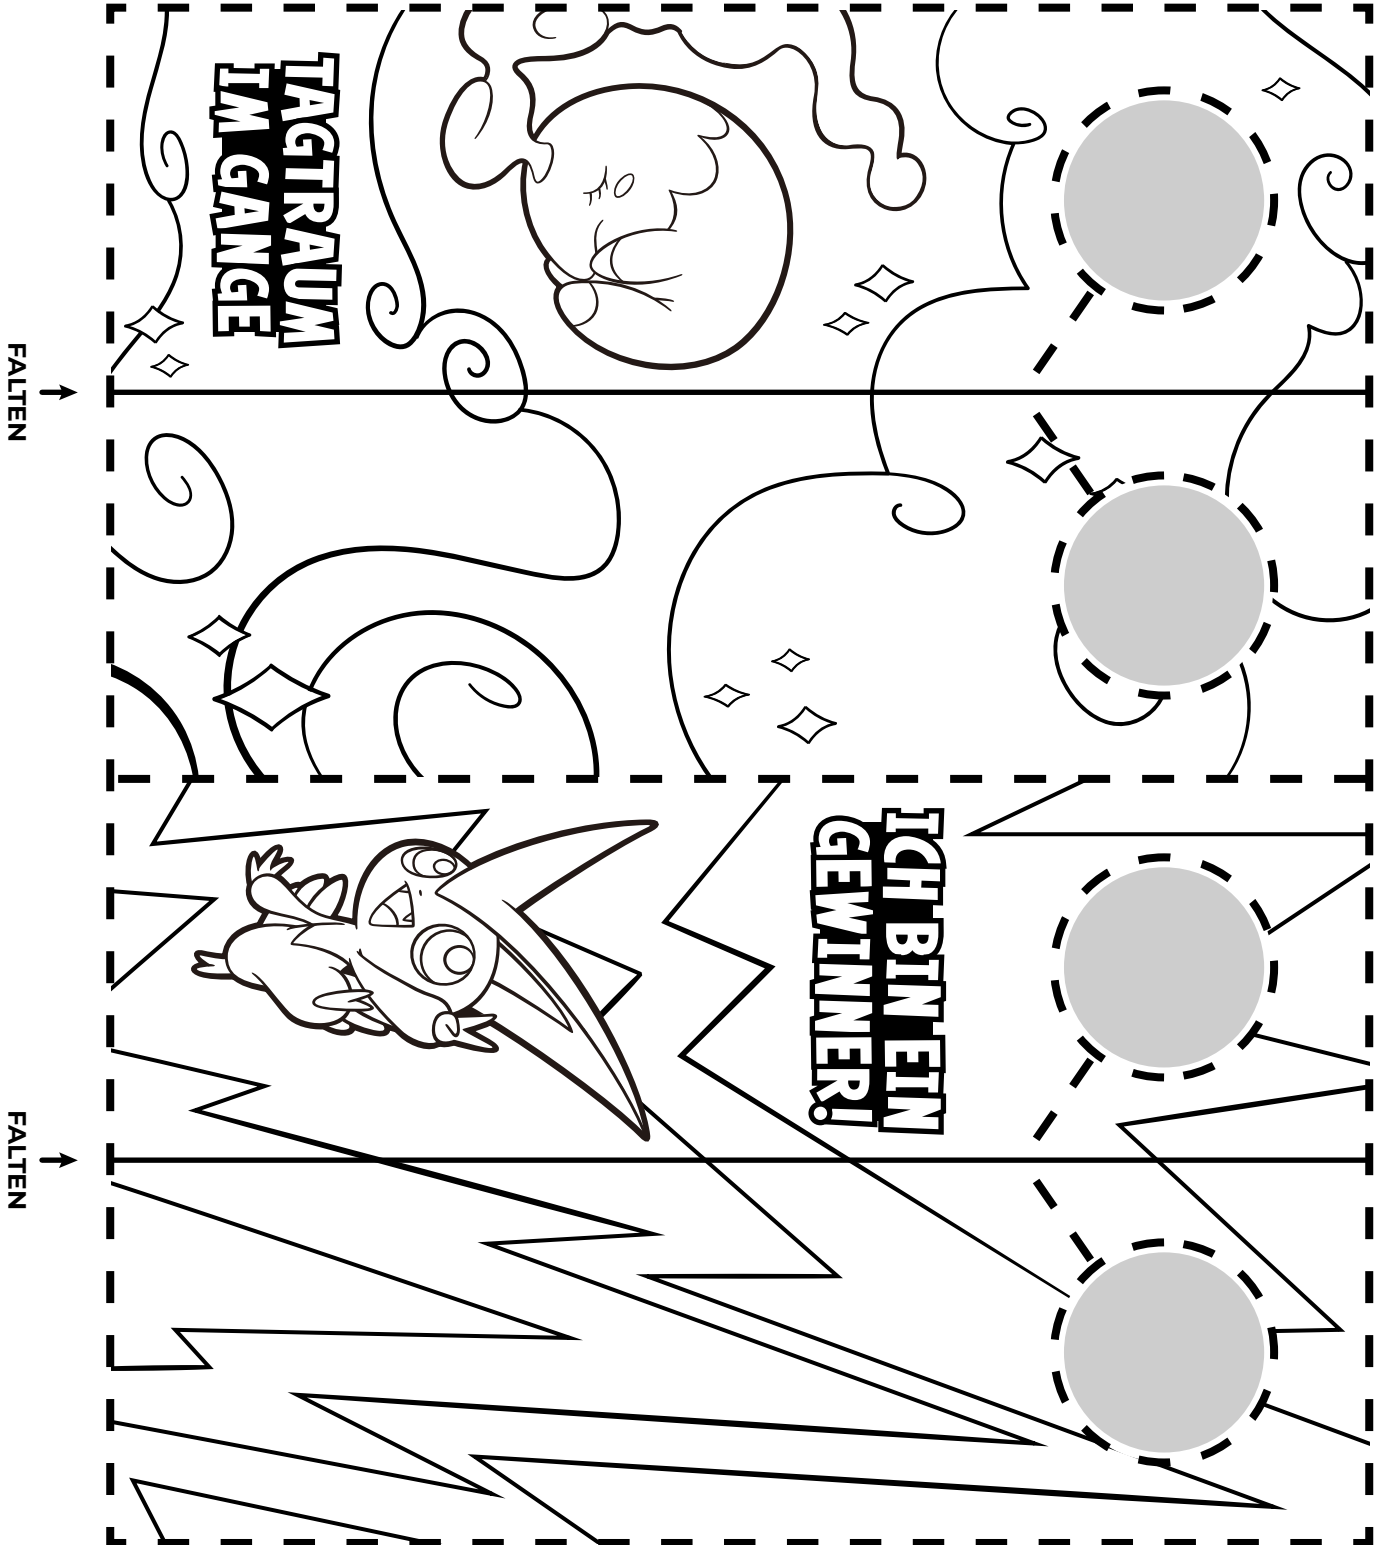 TAGTRAUM
IM GANGE
FALTEN
ICH BIN EIN
GEWINNER!
FALTEN